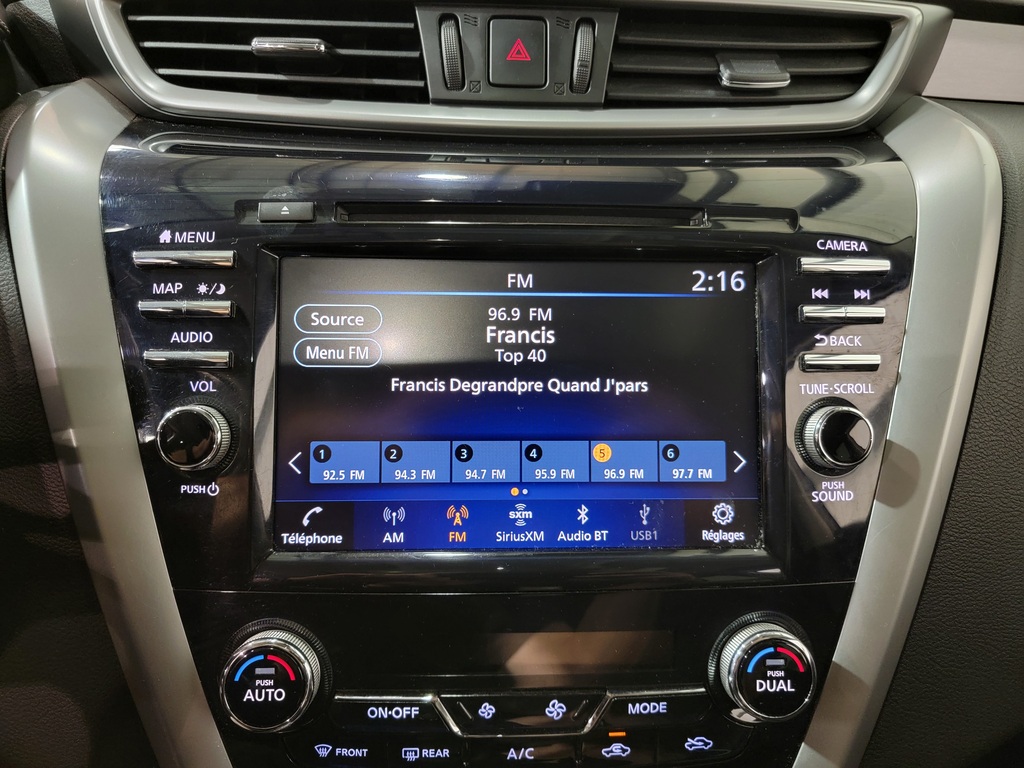 MENU
CAMERA
MAP
AUDIO
BACK
VOL
TUNE·SCROLL
PUSH
PUSH
SOUND
FM
2:16
Source
96.9 FM
Francis
Menu FM
Top 40
Francis Degrandpre Quand J'pars
1
2
3
4
5
6
92.5 FM
94.3 FM
94.7 FM
95.9 FM
96.9 FM
97.7 FM
sxm
Téléphone
AM
FM
SiriusXM
Audio BT
USB1
Réglages
PUSH
AUTO
PUSH
DUAL
ON·OFF
MODE
FRONT
REAR
A/C